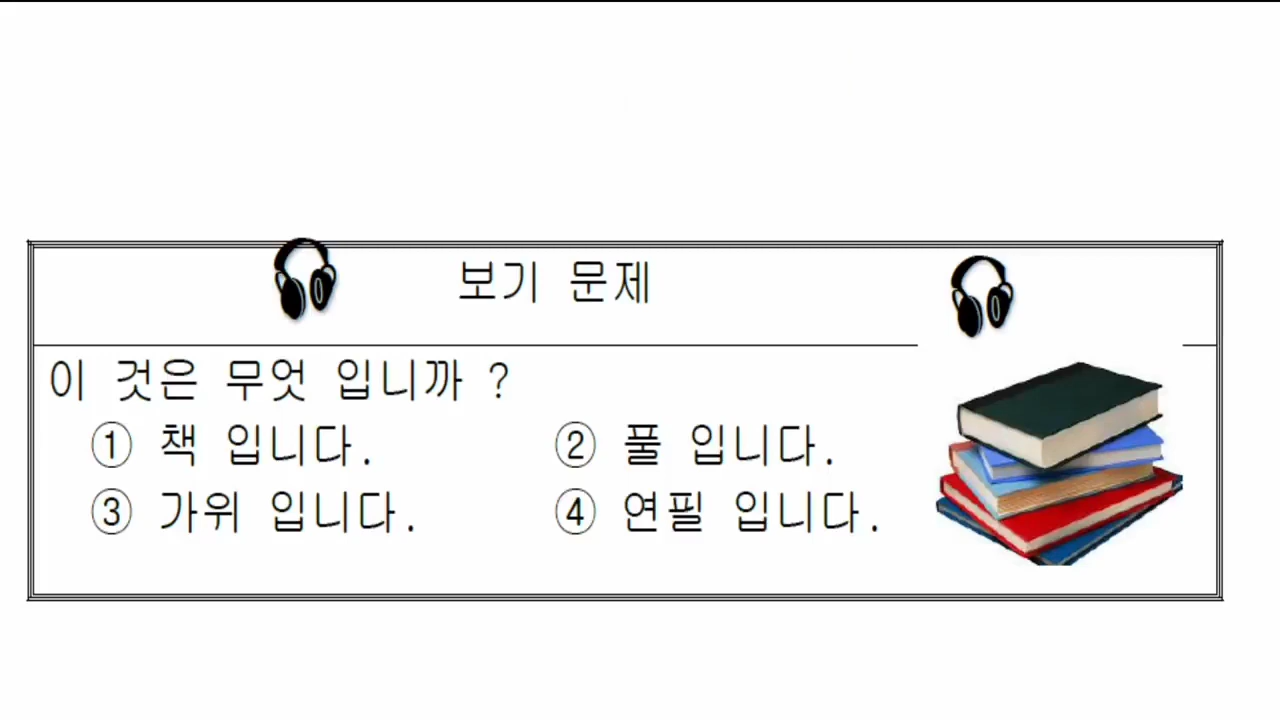 보기 문제
이 것은 무엇 입니까 ?
① 책 입니다. ② 풀 입니다.
③ 가위 입니다. ④ 연필 입니다.